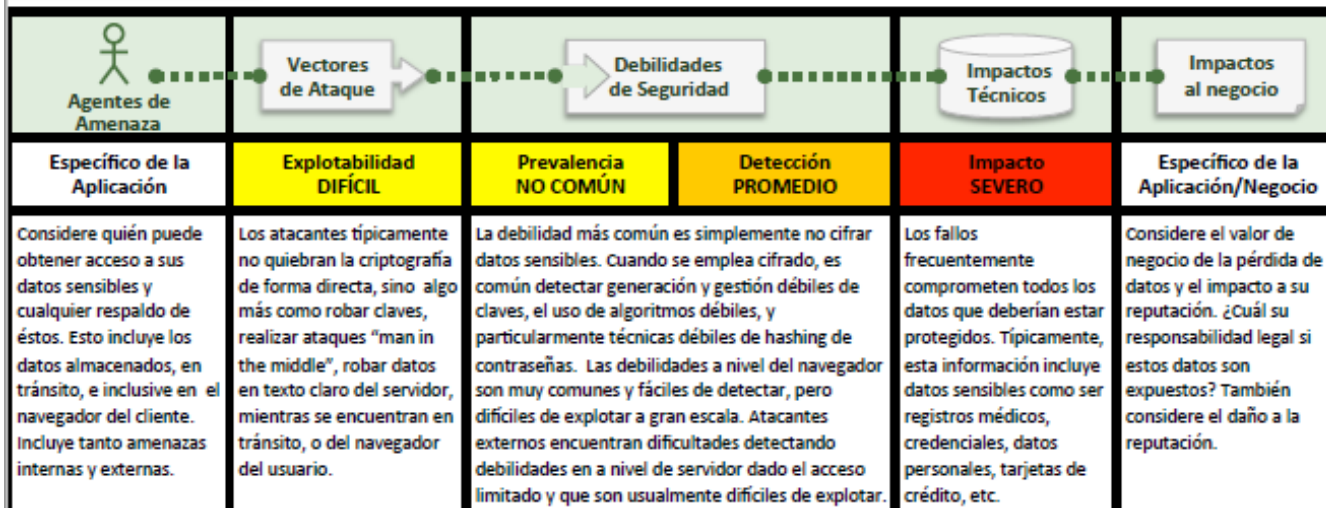 Agentes de
Amenaza
Vectores
de Ataque
Debilidades
de Seguridad
Impactos
Técnicos
Impactos
al negocio
Específico de la
Aplicación
Explotabilidad
DIFÍCIL
Prevalencia
NO COMÚN
Detección
PROMEDIO
Impacto
SEVERO
Específico de la
Aplicación/Negocio
Considere quién puede
obtener acceso a sus
datos sensibles y
cualquier respaldo de
éstos. Esto incluye los
datos almacenados, en
tránsito, e inclusive en el
navegador del cliente.
Incluye tanto amenazas
internas y externas.
Los atacantes típicamente
no quiebran la criptografía
de forma directa, sino algo
más como robar claves,
realizar ataques “man in
the middle”, robar datos
en texto claro del servidor,
mientras se encuentran en
tránsito, o del navegador
del usuario.
La debilidad más común es simplemente no cifrar
datos sensibles. Cuando se emplea cifrado, es
común detectar generación y gestión débiles de
claves, el uso de algoritmos débiles, y
particularmente técnicas débiles de hashing de
contraseñas. Las debilidades a nivel del navegador
son muy comunes y fáciles de detectar, pero
difíciles de explotar a gran escala. Atacantes
externos encuentran dificultades detectando
debilidades en a nivel de servidor dado el acceso
limitado y que son usualmente difíciles de explotar.
Los fallos
frecuentemente
comprometen todos los
datos que deberían estar
protegidos. Típicamente,
esta información incluye
datos sensibles como ser
registros médicos,
credenciales, datos
personales, tarjetas de
crédito, etc.
Considere el valor de
negocio de la pérdida de
datos y el impacto a su
reputación. ¿Cuál su
responsabilidad legal si
estos datos son
expuestos? También
considere el daño a la
reputación.